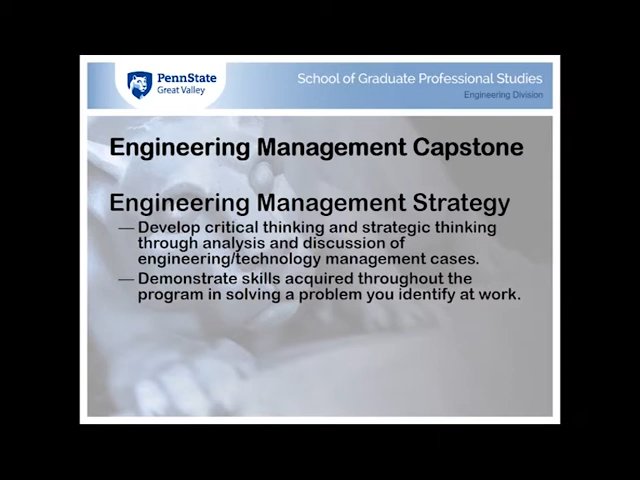 PennState
Great Valley
School of Graduate Professional Studies
Engineering Division
Engineering Management Capstone
Engineering Management Strategy
— Develop critical thinking and strategic thinking
through analysis and discussion of
engineering/technology management cases.
— Demonstrate skills acquired throughout the
program in solving a problem you identify at work.